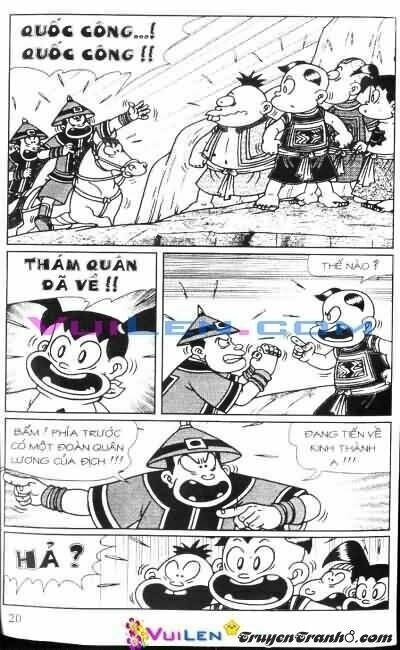 QUỐC CÔNG...!
QUỐC CÔNG !!
THÁM QUÂN
ĐÃ VỀ !!
THẾ NÀO ?
VUILEN.COM
BẨM ! PHÍA TRƯỚC
CÓ MỘT ĐOÀN QUÂN
LƯƠNG CỦA ĐỊCH !!!
ĐANG TIẾN VỀ
KINH THÀNH
Ạ !!!
HẢ ?
20
VUILEN
TruyenTranh8.com